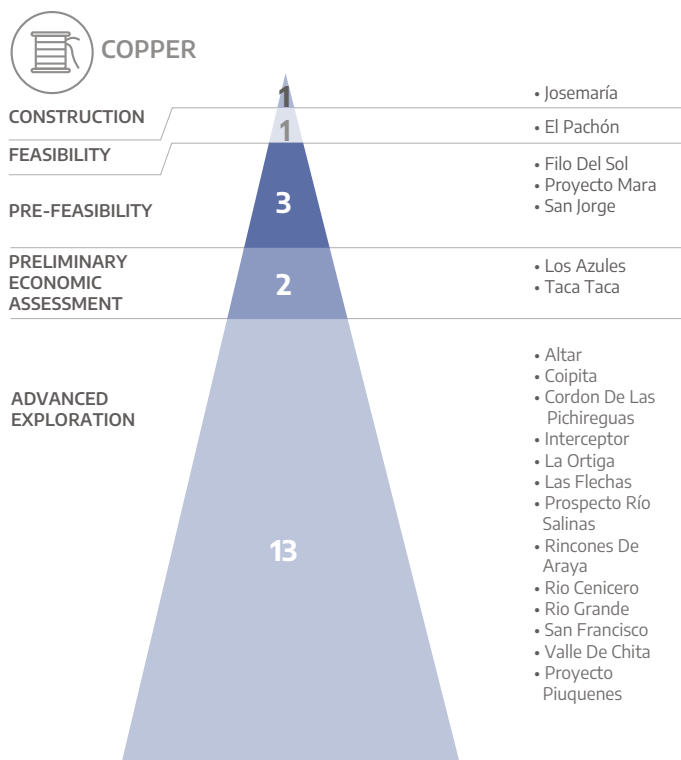 COPPER
CONSTRUCTION
1
• Josemaría
FEASIBILITY
1
• El Pachón
PRE-FEASIBILITY
3
• Filo Del Sol
• Proyecto Mara
• San Jorge
PRELIMINARY
ECONOMIC
ASSESSMENT
2
• Los Azules
• Taca Taca
ADVANCED
EXPLORATION
13
• Altar
• Coipita
• Cordon De Las
Pichireguas
• Interceptor
• La Ortiga
• Las Flechas
• Prospecto Río
Salinas
• Rincones De
Araya
• Rio Cenicero
• Rio Grande
• San Francisco
• Valle De Chita
• Proyecto
Piuquenes